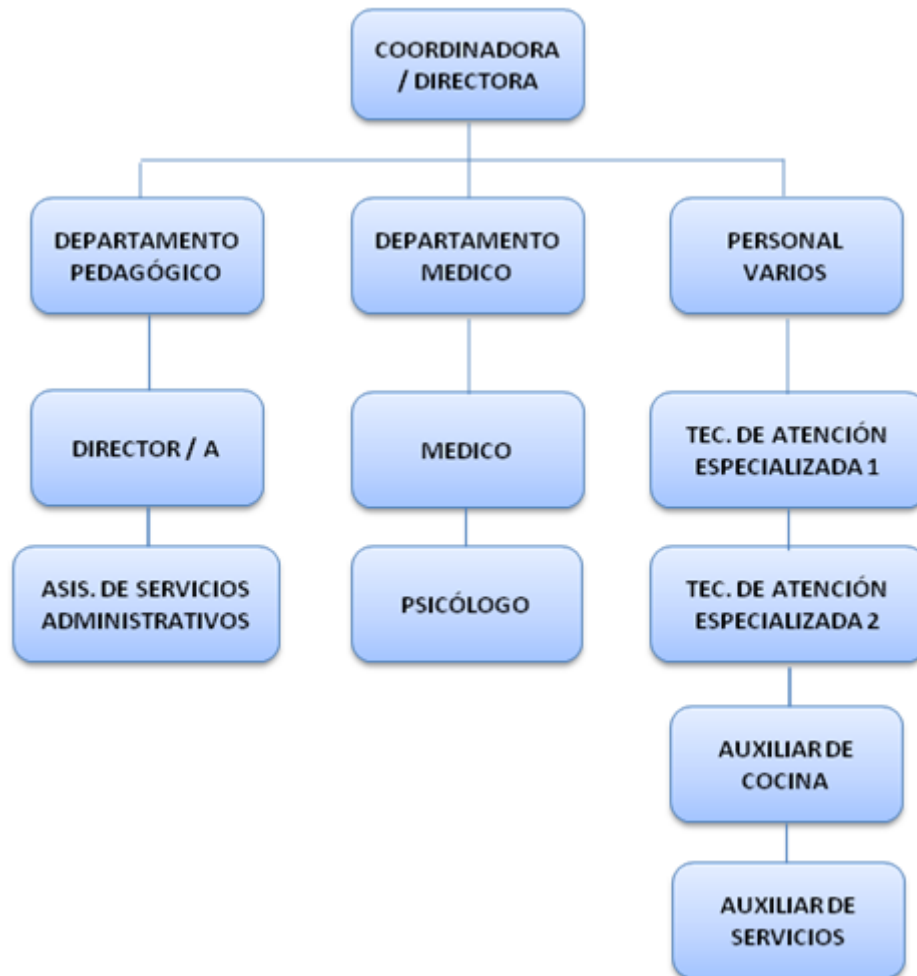 COORDINADORA
/ DIRECTORA
DEPARTAMENTO
PEDAGÓGICO
DEPARTAMENTO
MEDICO
PERSONAL
VARIOS
DIRECTOR / A
MEDICO
TEC. DE ATENCIÓN
ESPECIALIZADA 1
ASIS. DE SERVICIOS
ADMINISTRATIVOS
PSICÓLOGO
TEC. DE ATENCIÓN
ESPECIALIZADA 2
AUXILIAR DE
COCINA
AUXILIAR DE
SERVICIOS